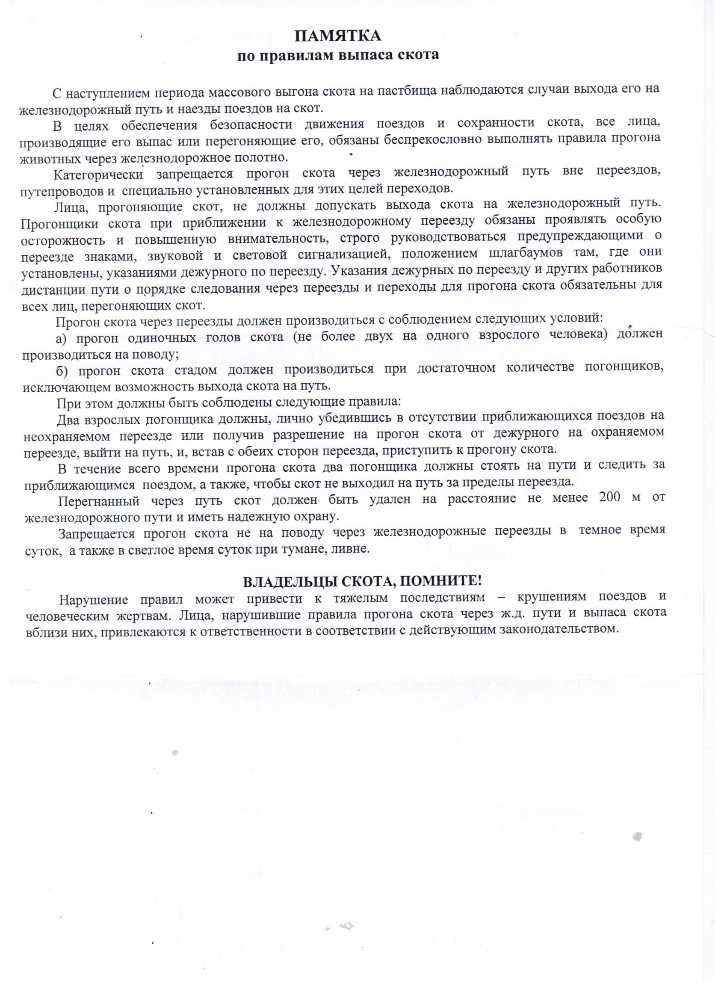 ПАМЯТКА
по правилам выпаса скота
С наступлением периода массового выгона скота на пастбища наблюдаются случаи выхода его на
железнодорожный путь и наезды поездов на скот.
В целях обеспечения безопасности движения поездов и сохранности скота, все лица,
производящие его выпас или перегоняющие его, обязаны беспрекословно выполнять правила прогона
животных через железнодорожное полотно.
Категорически запрещается прогон скота через железнодорожный путь вне переездов,
путепроводов и специально установленных для этих целей переходов.
Лица, прогоняющие скот, не должны допускать выхода скота на железнодорожный путь.
Прогонщики скота при приближении к железнодорожному переезду обязаны проявлять особую
осторожность и повышенную внимательность, строго руководствоваться предупреждающими о
переезде знаками, звуковой и световой сигнализацией, положением шлагбаумов там, где они
установлены, указаниями дежурного по переезду. Указания дежурных по переезду и других работников
дистанции пути о порядке следования через переезды и переходы для прогона скота обязательны для
всех лиц, перегоняющих скот.
Прогон скота через переезды должен производиться с соблюдением следующих условий:
а) прогон одиночных голов скота (не более двух на одного взрослого человека) должен
производиться на поводу;
б) прогон скота стадом должен производиться при достаточном количестве погонщиков,
исключающем возможность выхода скота на путь.
При этом должны быть соблюдены следующие правила:
Два взрослых погонщика должны, лично убедившись в отсутствии приближающихся поездов на
неохраняемом переезде или получив разрешение на прогон скота от дежурного на охраняемом
переезде, выйти на путь, и, встав с обеих сторон переезда, приступить к прогону скота.
В течение всего времени прогона скота два погонщика должны стоять на пути и следить за
приближающимся поездом, а также, чтобы скот не выходил на путь за пределы переезда.
Перегнанный через путь скот должен быть удален на расстояние не менее 200 м от
железнодорожного пути и иметь надежную охрану.
Запрещается прогон скота не на поводу через железнодорожные переезды в темное время
суток, а также в светлое время суток при тумане, ливне.
ВЛАДЕЛЬЦЫ СКОТА, ПОМНИТЕ!
Нарушение правил может привести к тяжелым последствиям – крушениям поездов и
человеческим жертвам. Лица, нарушившие правила прогона скота через ж.д. пути и выпаса скота
вблизи них, привлекаются к ответственности в соответствии с действующим законодательством.